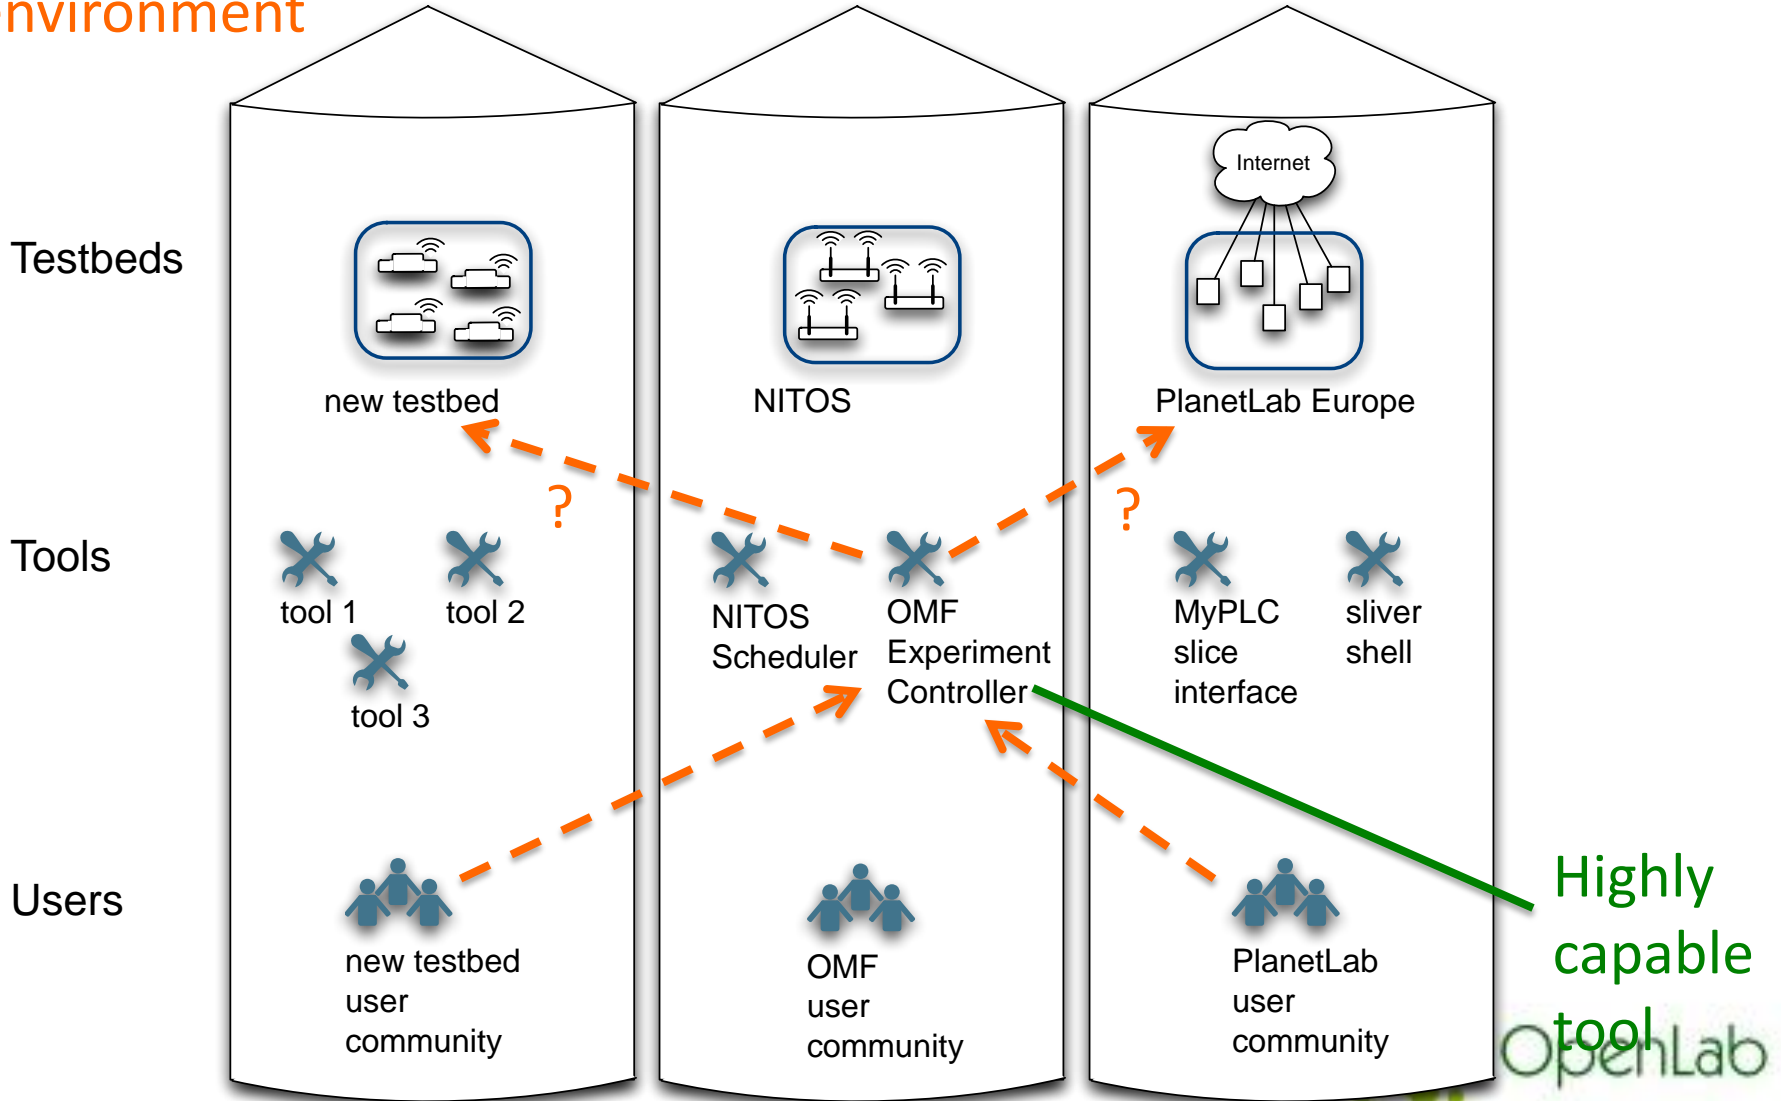 nvironment
Internet
Testbeds
new testbed
NITOS
PlanetLab Europe
?
?
Tools
tool 1
tool 2
tool 3
NITOS
Scheduler
OMF
Experiment
Controller
MyPLC
slice
interface
sliver
shell
Users
new testbed
user
community
OMF
user
community
PlanetLab
user
community
Highly
capable
tool
OpenLab